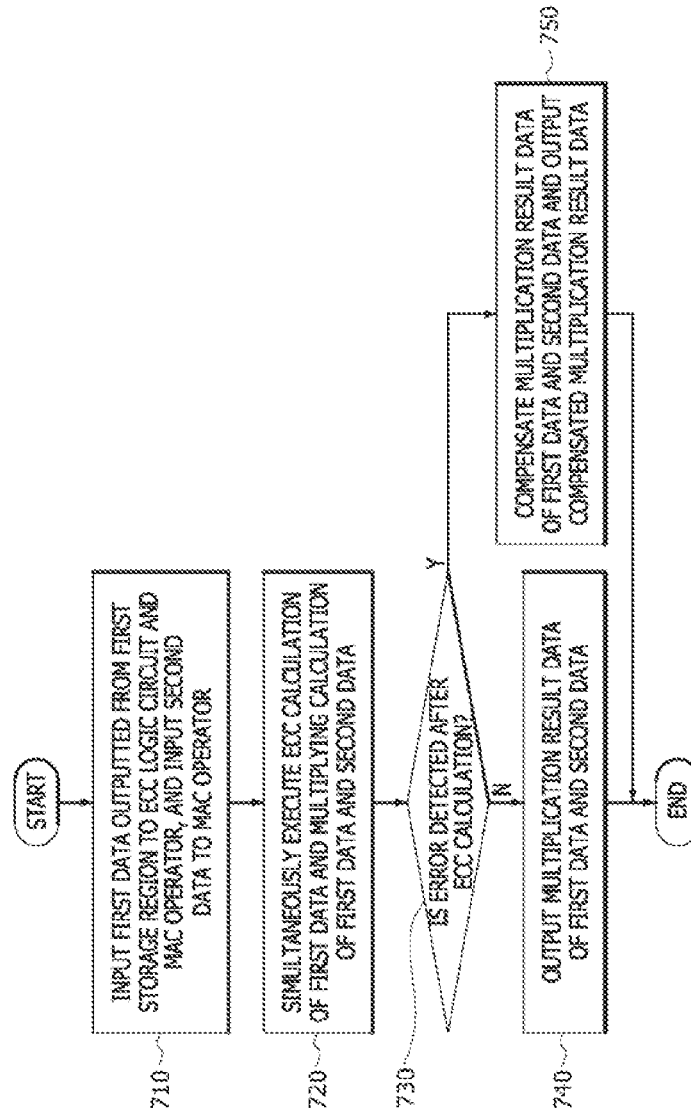 START
710
INPUT FIRST DATA OUTPUTTED FROM FIRST
STORAGE REGION TO ECC LOGIC CIRCUIT AND
MAC OPERATOR, AND INPUT SECOND
DATA TO MAC OPERATOR
720
SIMULTANEOUSLY EXECUTE ECC CALCULATION
OF FIRST DATA AND MULTIPLYING CALCULATION
OF FIRST DATA AND SECOND DATA
730
IS ERROR DETECTED AFTER
ECC CALCULATION?
Y
N
740
OUTPUT MULTIPLICATION RESULT DATA
OF FIRST DATA AND SECOND DATA
750
COMPENSATE MULTIPLICATION RESULT DATA
OF FIRST DATA AND SECOND DATA AND OUTPUT
COMPENSATED MULTIPLICATION RESULT DATA
END